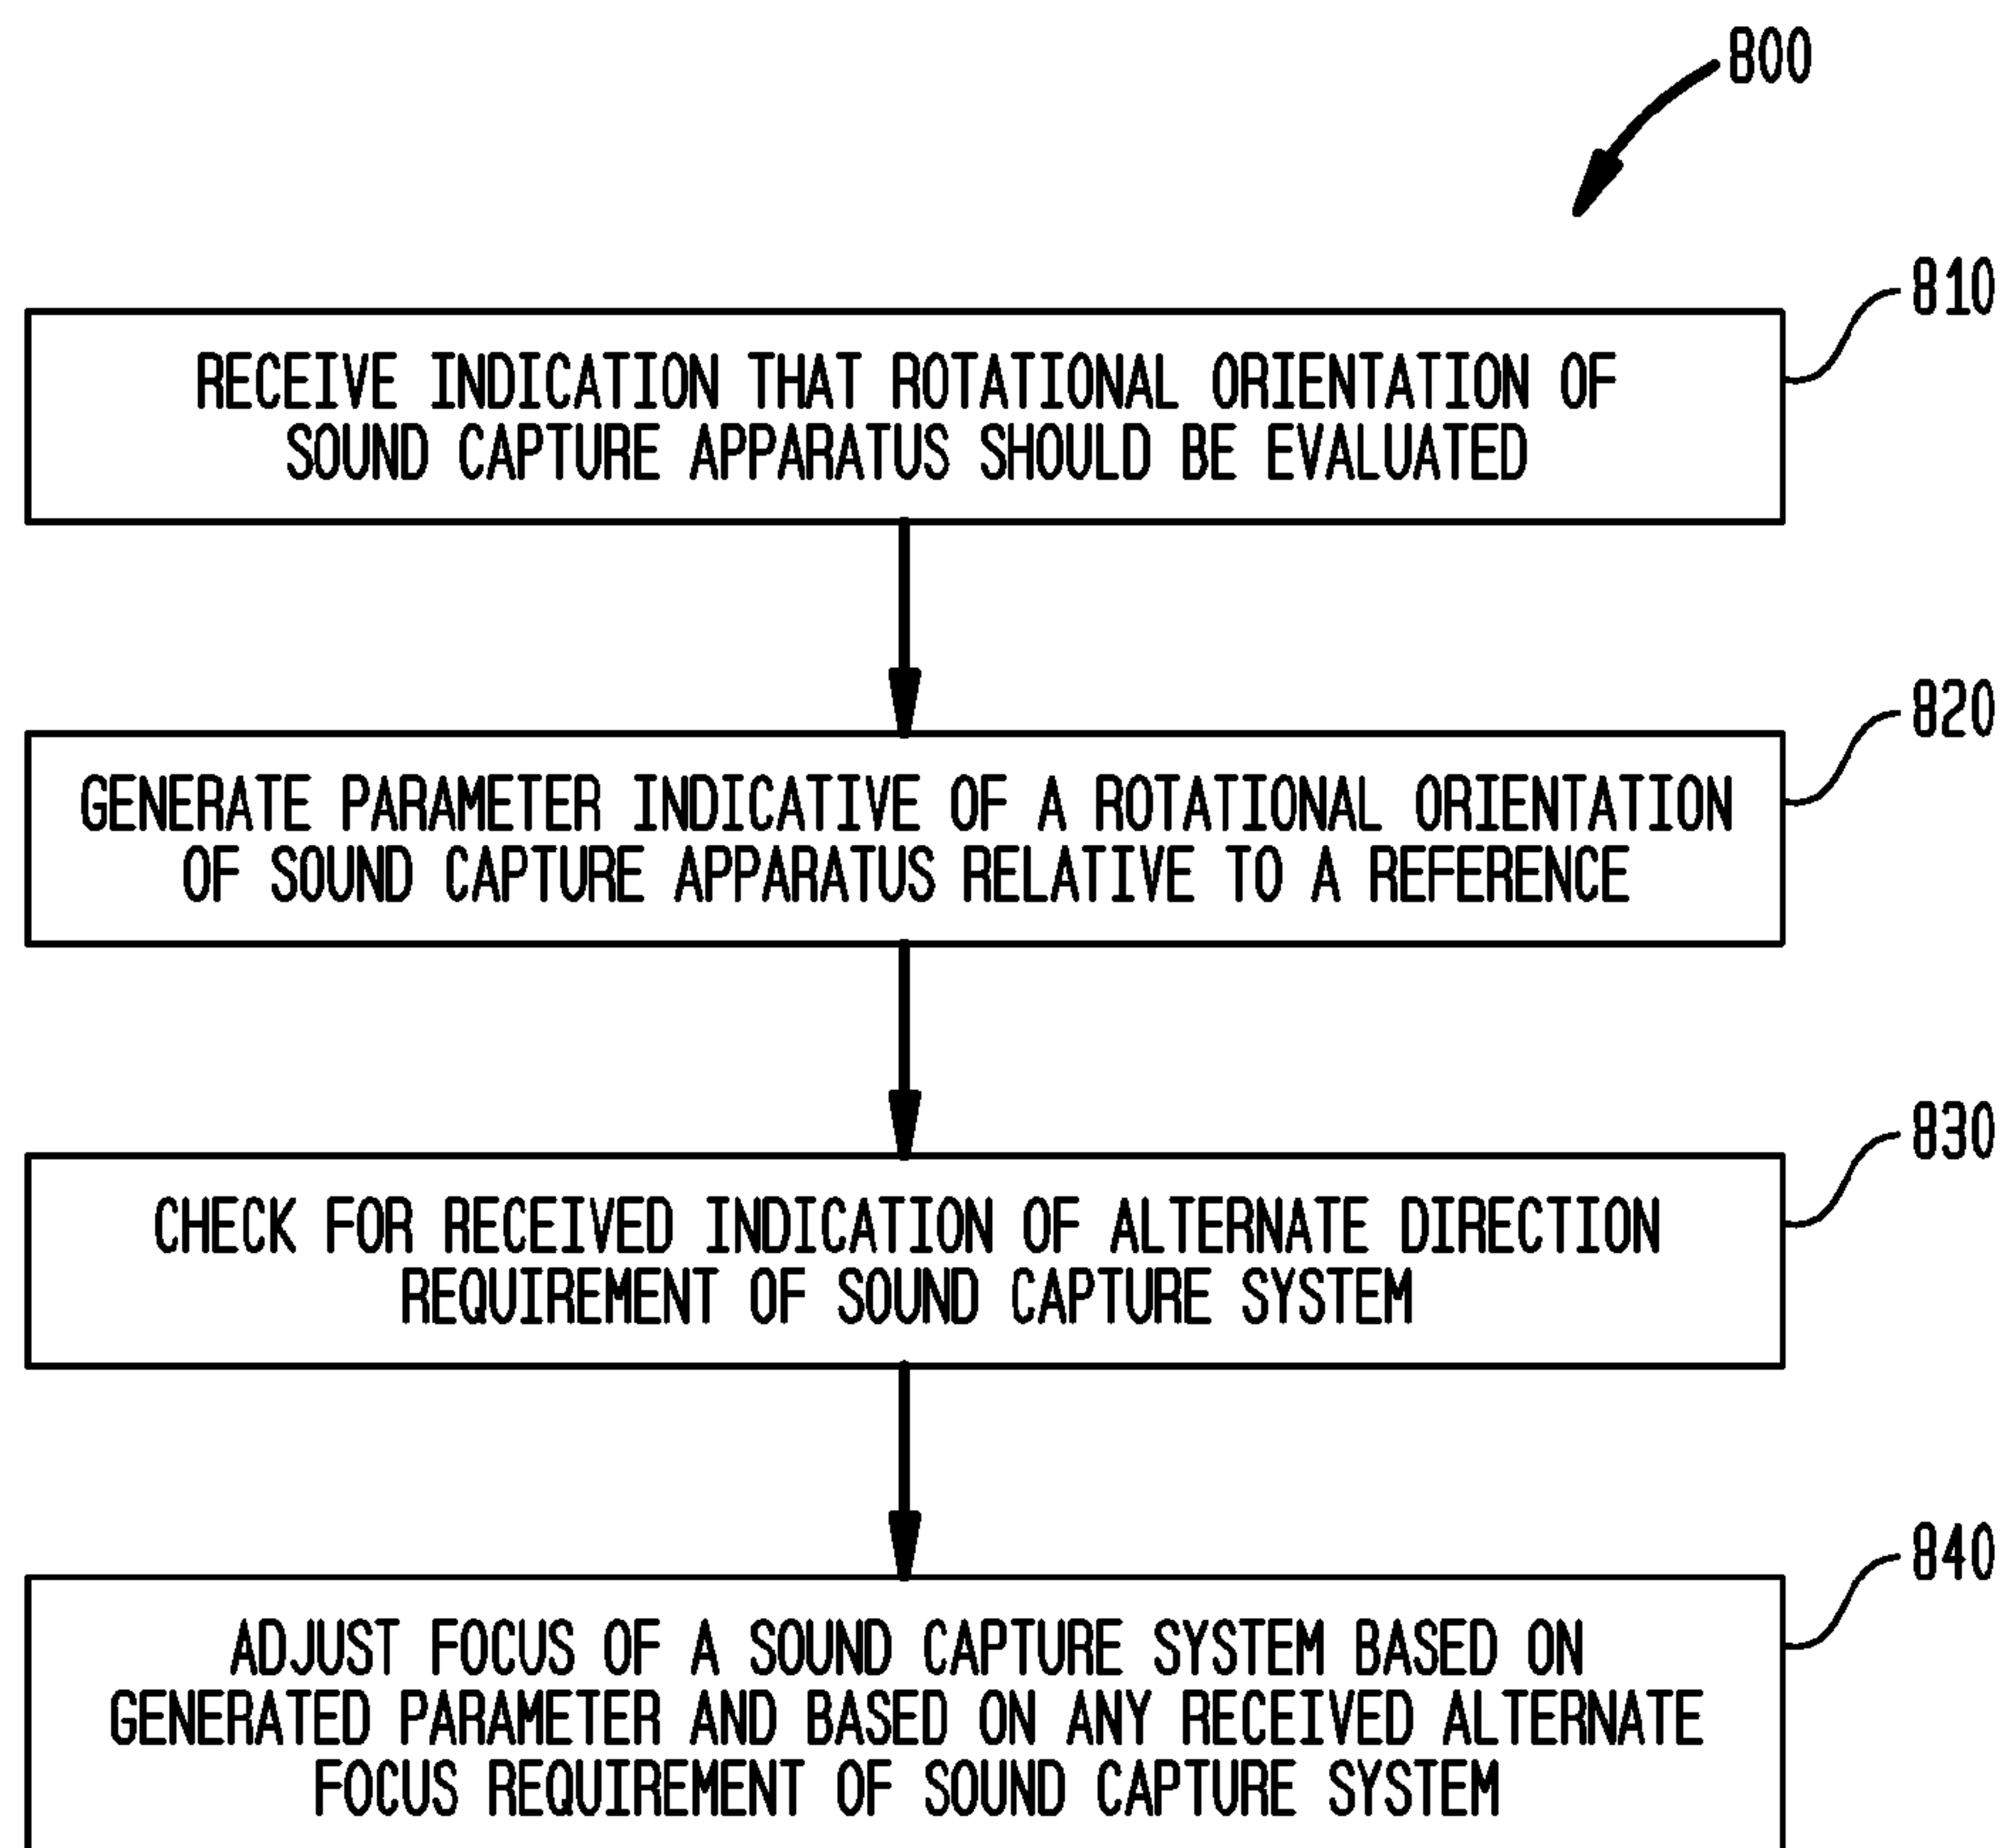 800
810
RECEIVE INDICATION THAT ROTATIONAL ORIENTATION OF
SOUND CAPTURE APPARATUS SHOULD BE EVALUATED
820
GENERATE PARAMETER INDICATIVE OF A ROTATIONAL ORIENTATION
OF SOUND CAPTURE APPARATUS RELATIVE TO A REFERENCE
830
CHECK FOR RECEIVED INDICATION OF ALTERNATE DIRECTION
REQUIREMENT OF SOUND CAPTURE SYSTEM
840
ADJUST FOCUS OF A SOUND CAPTURE SYSTEM BASED ON
GENERATED PARAMETER AND BASED ON ANY RECEIVED ALTERNATE
FOCUS REQUIREMENT OF SOUND CAPTURE SYSTEM